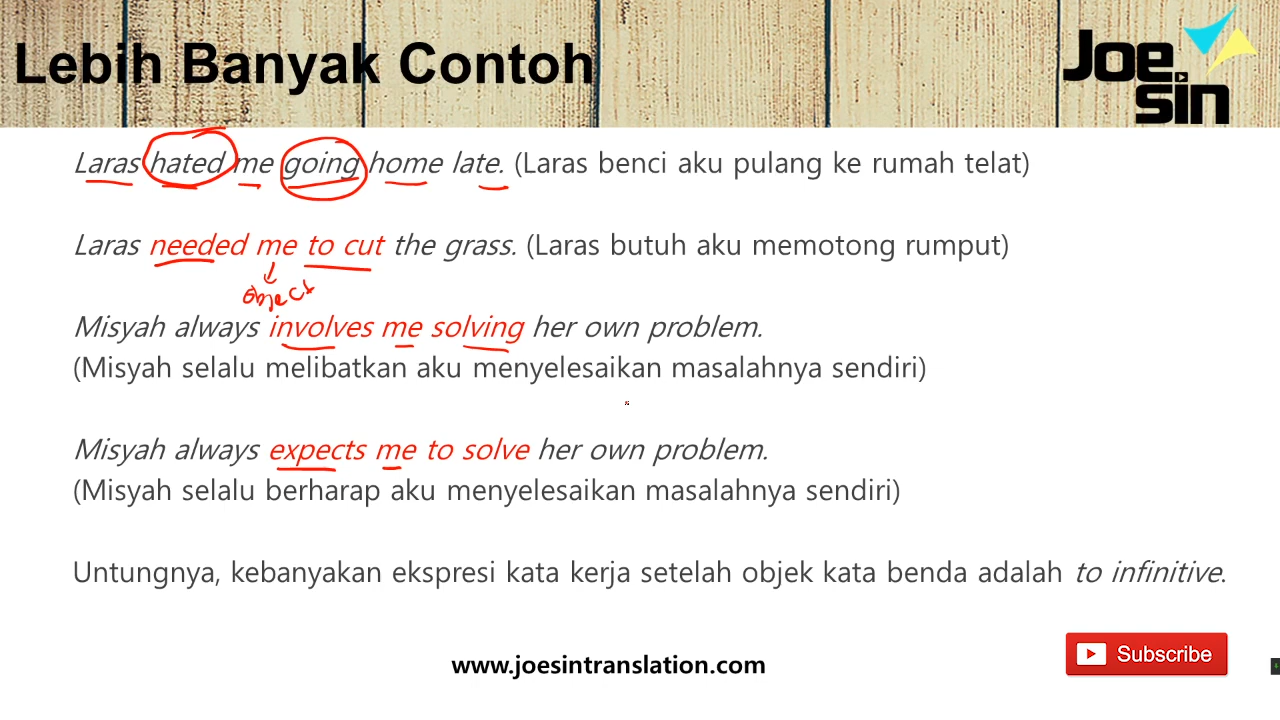 Lebih Banyak Contoh
Joe
sin
Laras hated me going home late. (Laras benci aku pulang ke rumah telat)
Laras needed me to cut the grass. (Laras butuh aku memotong rumput)
object
Misyah always involves me solving her own problem.
(Misyah selalu melibatkan aku menyelesaikan masalahnya sendiri)
Misyah always expects me to solve her own problem.
(Misyah selalu berharap aku menyelesaikan masalahnya sendiri)
Untungnya, kebanyakan ekspresi kata kerja setelah objek kata benda adalah to infinitive.
www.joesintranslation.com
Subscribe